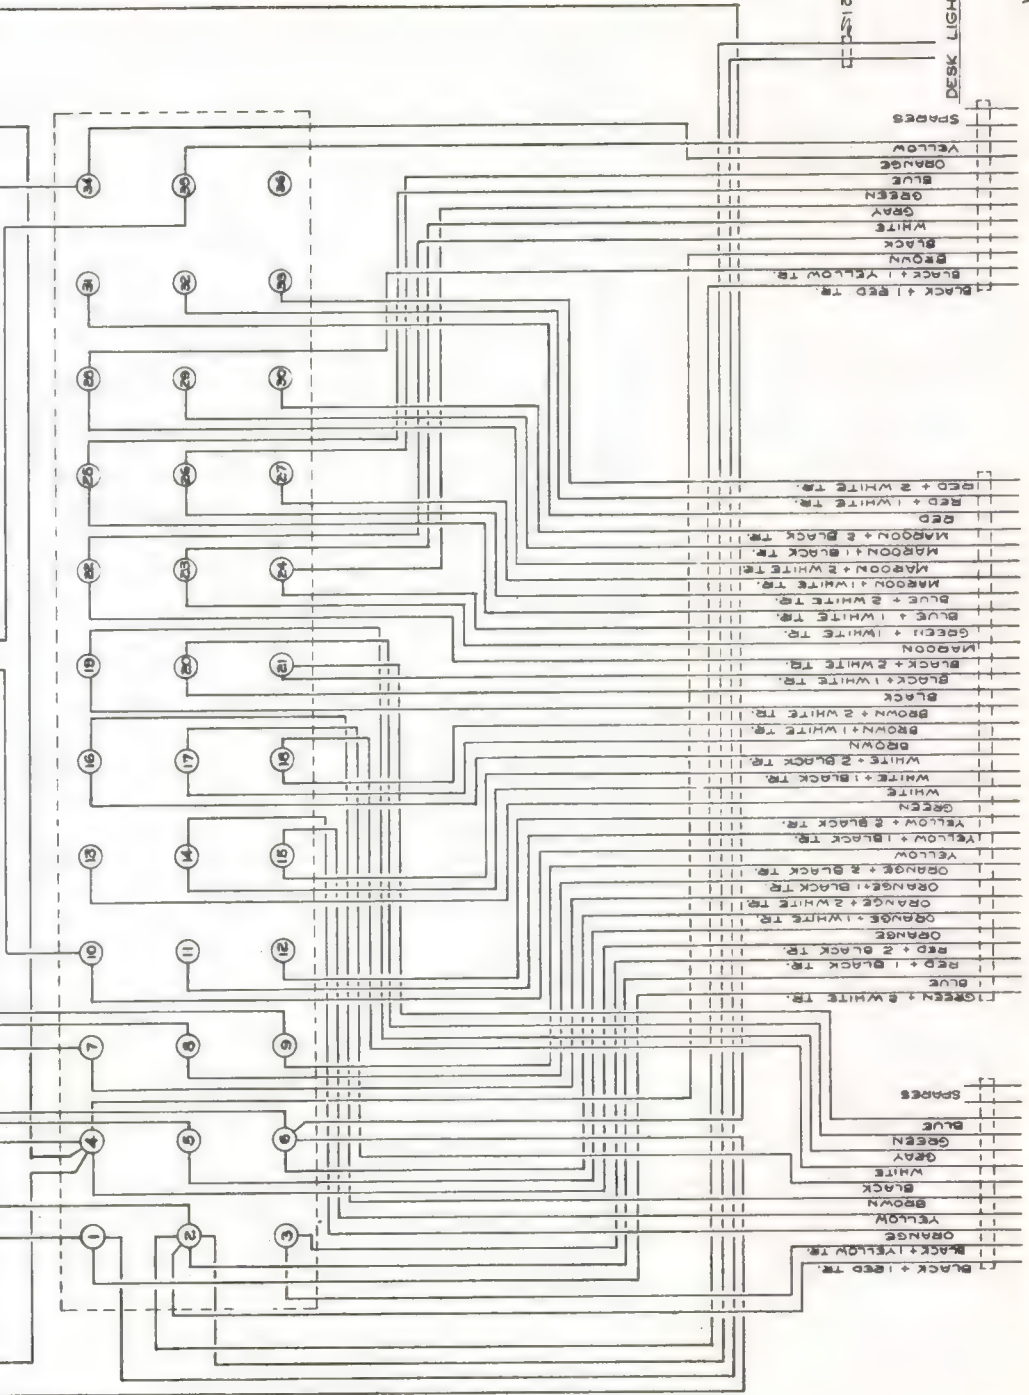 DESK LIGH
SPARES
YELLOW
ORANGE
BLUE
GREEN
GRAY
WHITE
BLACK
BROWN
BLACK + 1 YELLOW TR.
BLACK + 1 RED TR.
34
35
36
31
32
33
28
29
30
25
26
27
22
23
24
19
20
21
16
17
18
13
14
15
10
11
12
7
8
9
4
5
6
1
2
3
RED + 2 WHITE TR.
RED + 1 WHITE TR.
RED
MAROON + 2 BLACK TR.
MAROON + 1 BLACK TR.
MAROON + 2 WHITE TR.
MAROON + 1 WHITE TR.
BLUE + 2 WHITE TR.
BLUE + 1 WHITE TR.
GREEN + 1 WHITE TR.
MAROON
BLACK + 2 WHITE TR.
BLACK + 1 WHITE TR.
BLACK
BROWN + 2 WHITE TR.
BROWN + 1 WHITE TR.
BROWN
WHITE + 2 BLACK TR.
WHITE + 1 BLACK TR.
WHITE
GREEN
YELLOW + 2 BLACK TR.
YELLOW + 1 BLACK TR.
YELLOW
ORANGE + 2 BLACK TR.
ORANGE + 1 BLACK TR.
ORANGE + 2 WHITE TR.
ORANGE + 1 WHITE TR.
ORANGE
RED + 2 BLACK TR.
RED + 1 BLACK TR.
BLUE
GREEN + 2 WHITE TR.
SPARES
BLUE
GREEN
GRAY
WHITE
BLACK
BROWN
YELLOW
ORANGE
BLACK + 1 YELLOW TR.
BLACK + 1 RED TR.